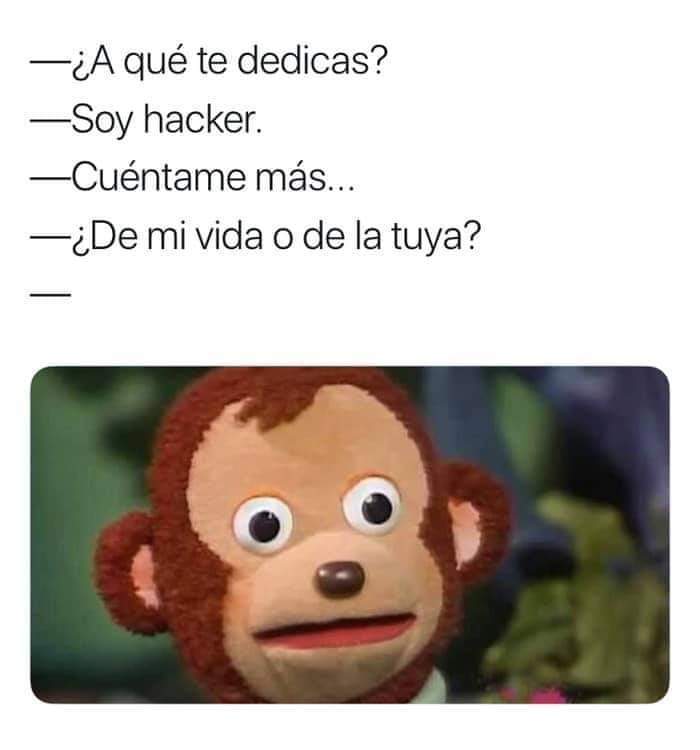 —¿A qué te dedicas?
—Soy hacker.
—Cuéntame más...
—¿De mi vida o de la tuya?
—